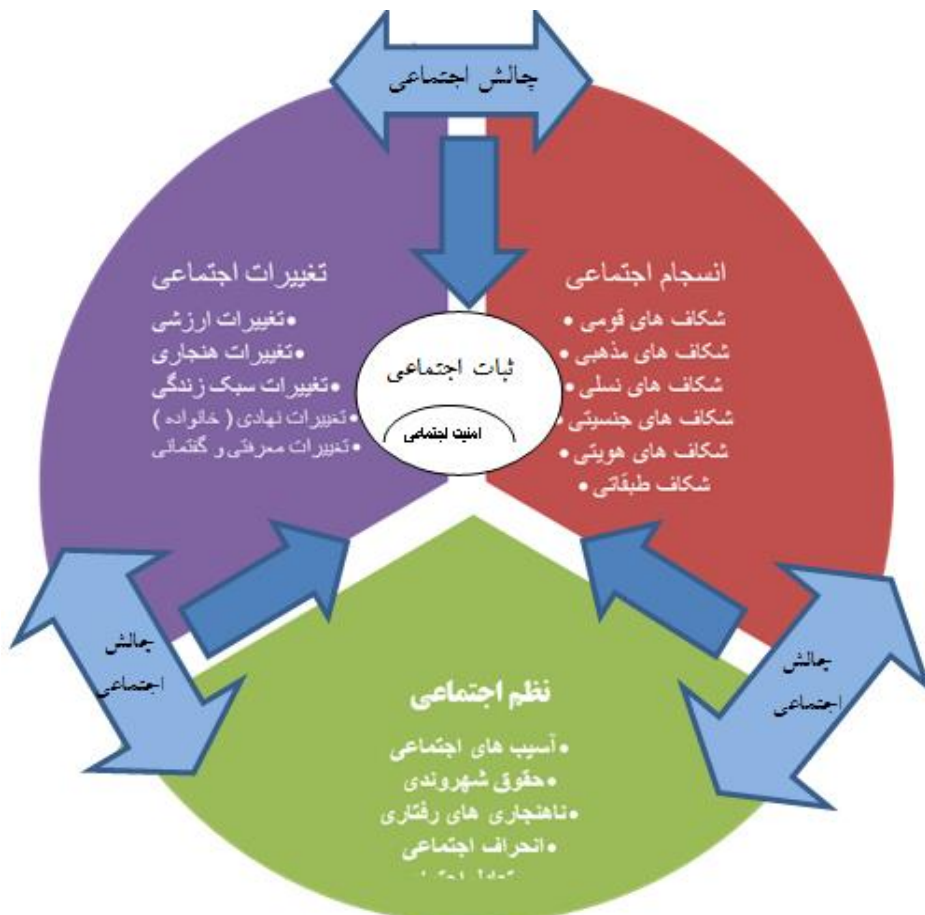 چالش اجتماعی
انسجام اجتماعی
شکاف های قومی •
شکاف های مذهبی •
شکاف های نسلی •
شکاف های جنسیتی •
شکاف های هویتی •
شکاف طبقاتی •
تغییرات اجتماعی
•تغییرات ارزشی
•تغییرات هنجاری
•تغییرات سبک زندگی
•تغییرات نهادی ( خانواده )
•تغییرات معرفتی و گفتمانی
ثبات اجتماعی
امنیت اجتماعی
چالش
اجتماعی
چالش
اجتماعی
نظم اجتماعی
•آسیب های اجتماعی
•حقوق شهروندی
•ناهنجاری های رفتاری
•انحراف اجتماعی